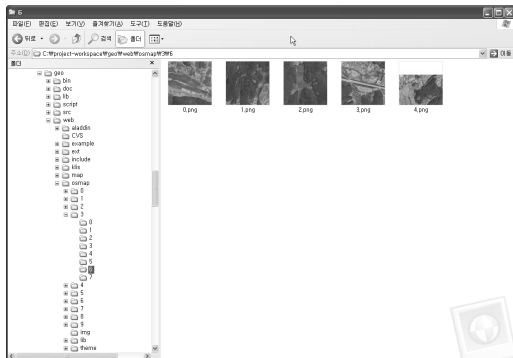 6
파일(F) 편집(E) 보기(V) 즐겨찾기(A) 도구(T) 도움말(H)
뒤로 검색 폴더
주소(D) C:₩project-workspace₩geo₩web₩osmap₩3₩6 이동
폴더
geo
bin
doc
lib
script
src
web
aladdin
CVS
example
ext
include
klis
map
osmap
0
1
2
3
0
1
2
3
4
5
6
7
4
5
6
7
8
9
img
lib
theme
0.png 1.png 2.png 3.png 4.png